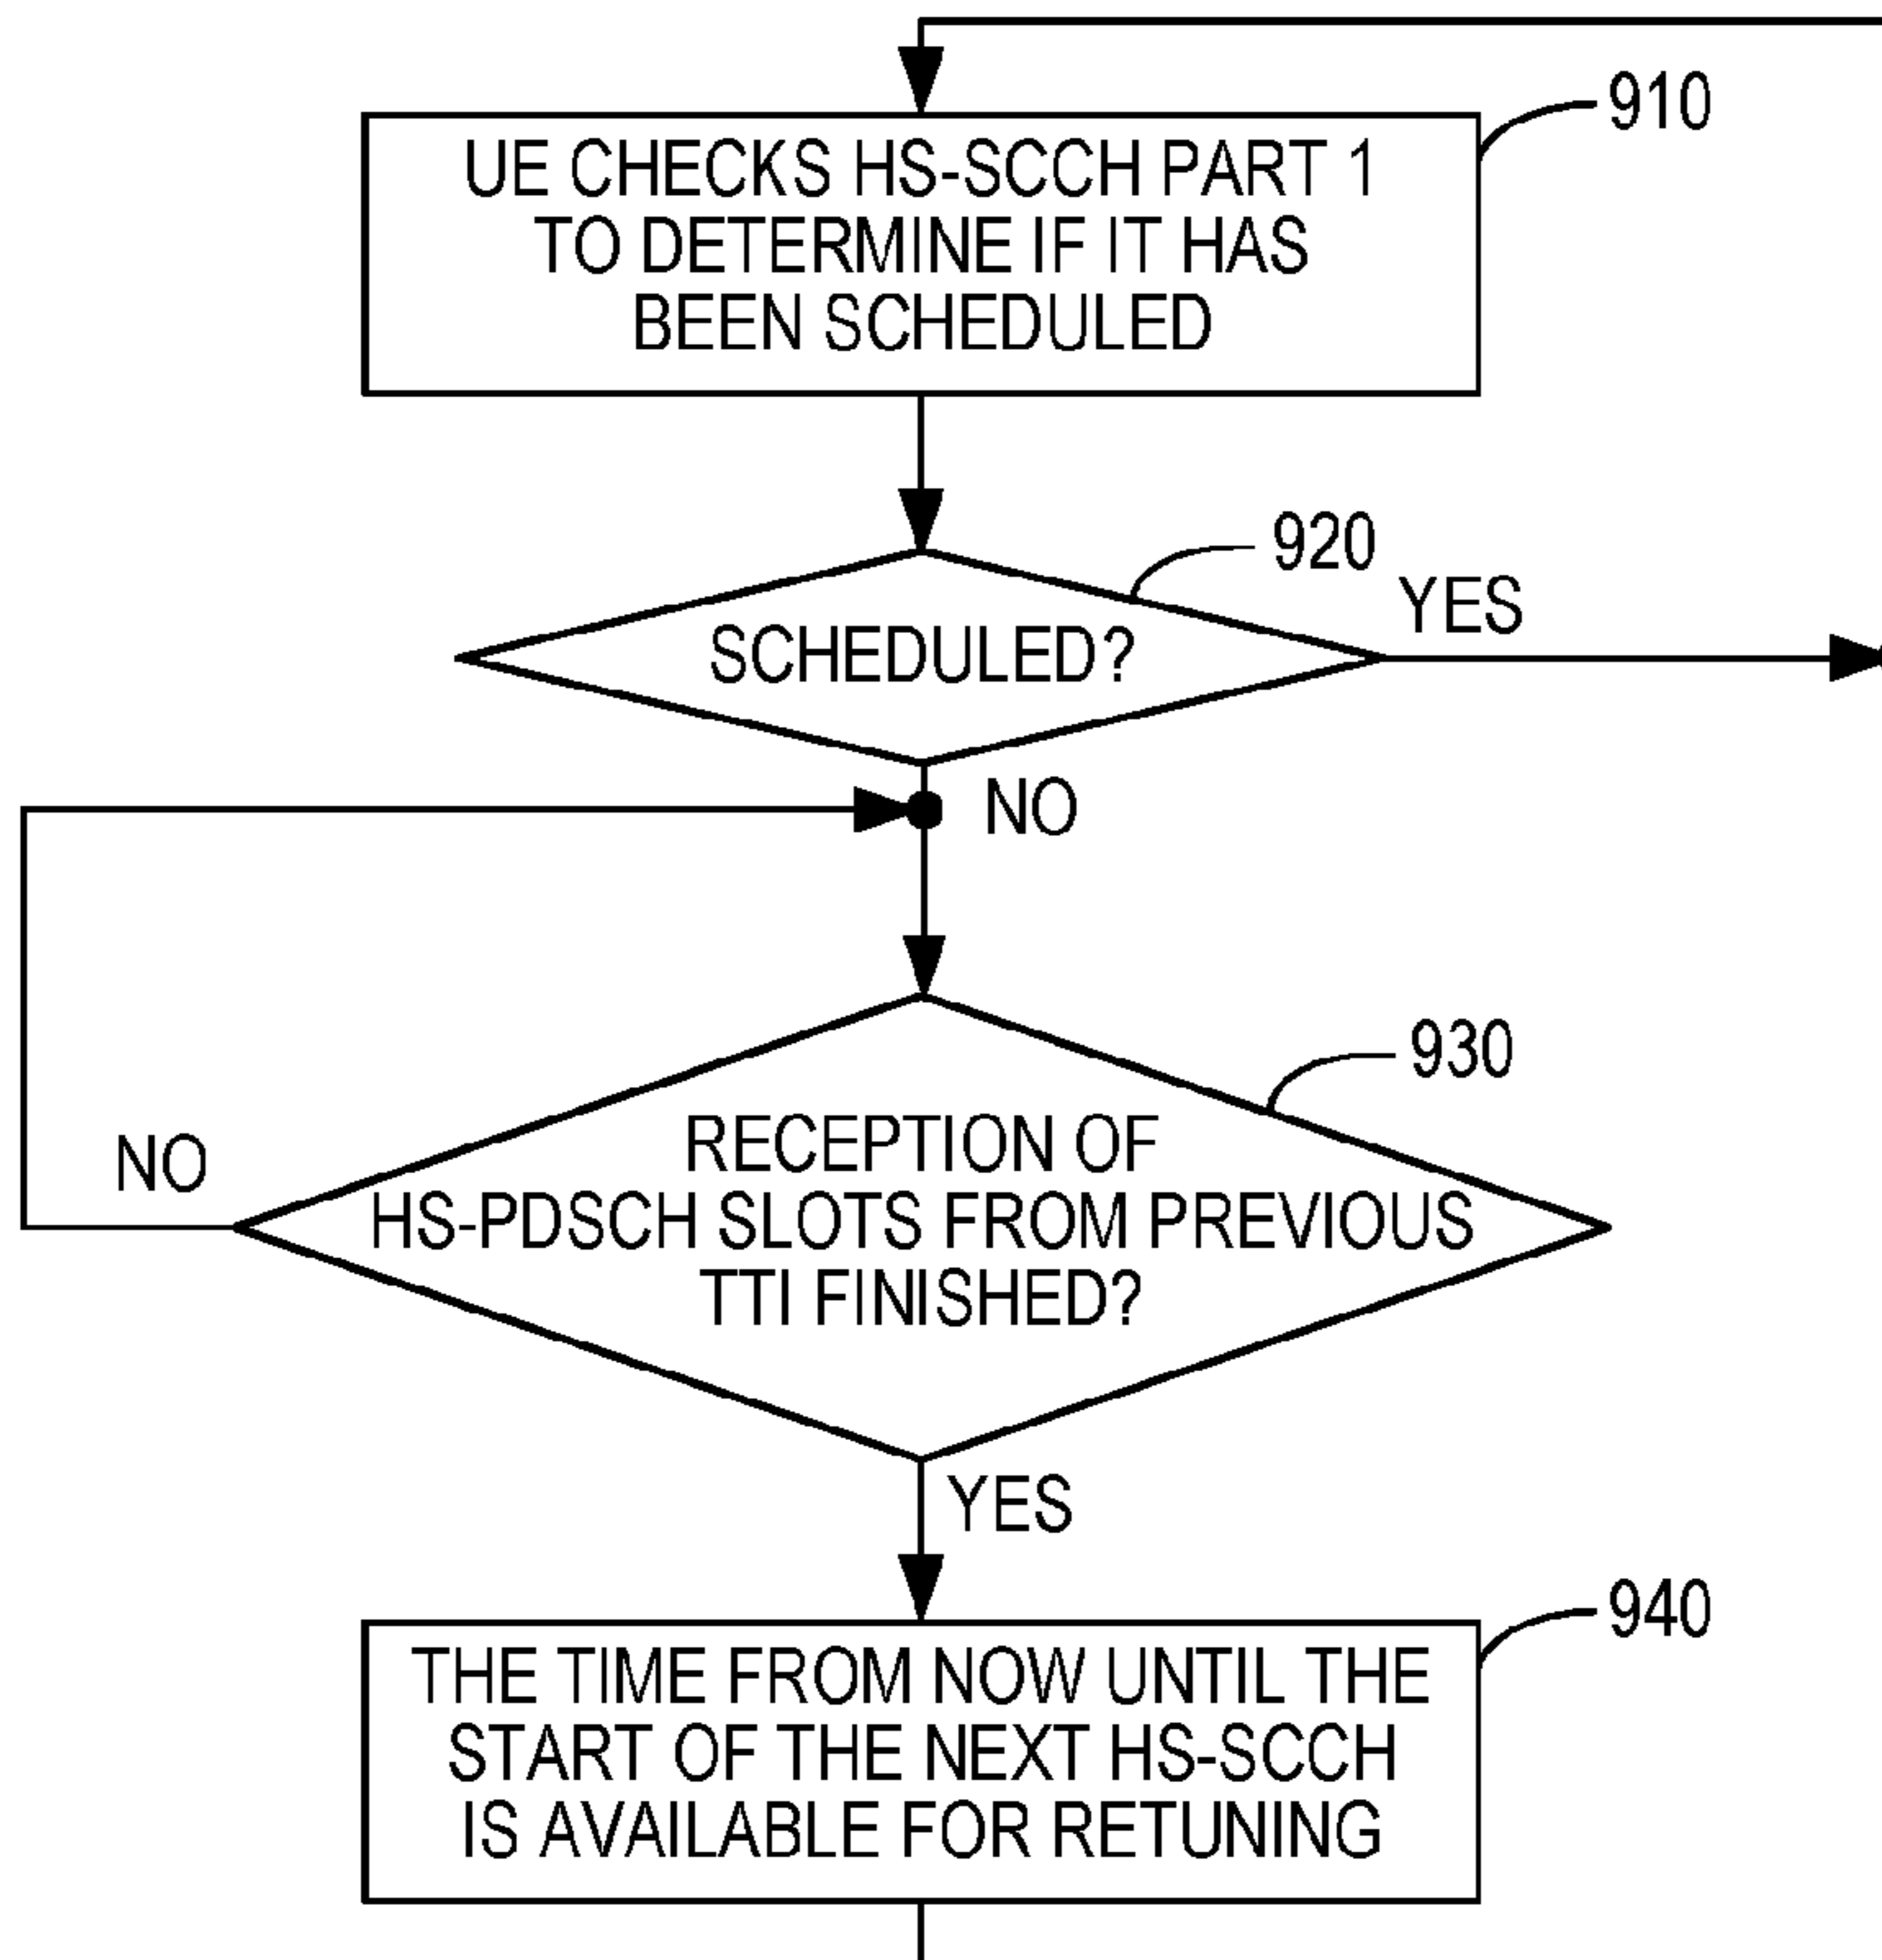 910
UE CHECKS HS-SCCH PART 1
TO DETERMINE IF IT HAS
BEEN SCHEDULED
920
YES
SCHEDULED?
NO
930
RECEPTION OF
HS-PDSCH SLOTS FROM PREVIOUS
TTI FINISHED?
NO
YES
940
THE TIME FROM NOW UNTIL THE
START OF THE NEXT HS-SCCH
IS AVAILABLE FOR RETUNING